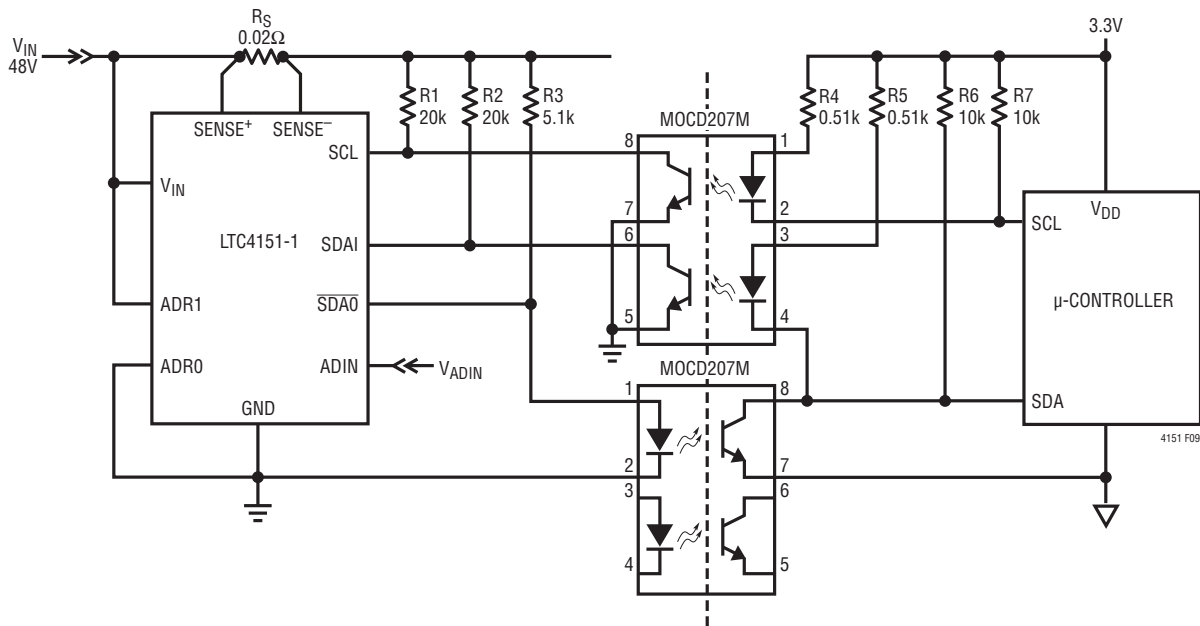 V_IN
48V
R_S
0.02Ω
SENSE+
SENSE−
V_IN
LTC4151-1
ADR1
ADR0
GND
SCL
SDAI
SDA0
ADIN
V_ADIN
R1
20k
R2
20k
R3
5.1k
MOCD207M
8
7
6
5
1
2
3
4
MOCD207M
1
2
3
4
8
7
6
5
R4
0.51k
R5
0.51k
R6
10k
R7
10k
3.3V
V_DD
SCL
µ-CONTROLLER
SDA
4151 F09